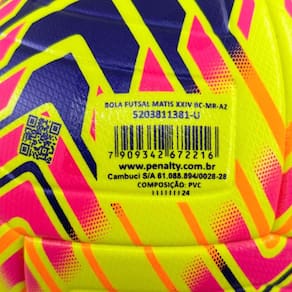 BOLA FUTSAL MATIS XXIV BC-MR-AZ
5203811381-U
7 909342 672216
www.penalty.com.br
Cambuci S/A 61.088.894/0028-28
COMPOSIÇÃO: PVC
24